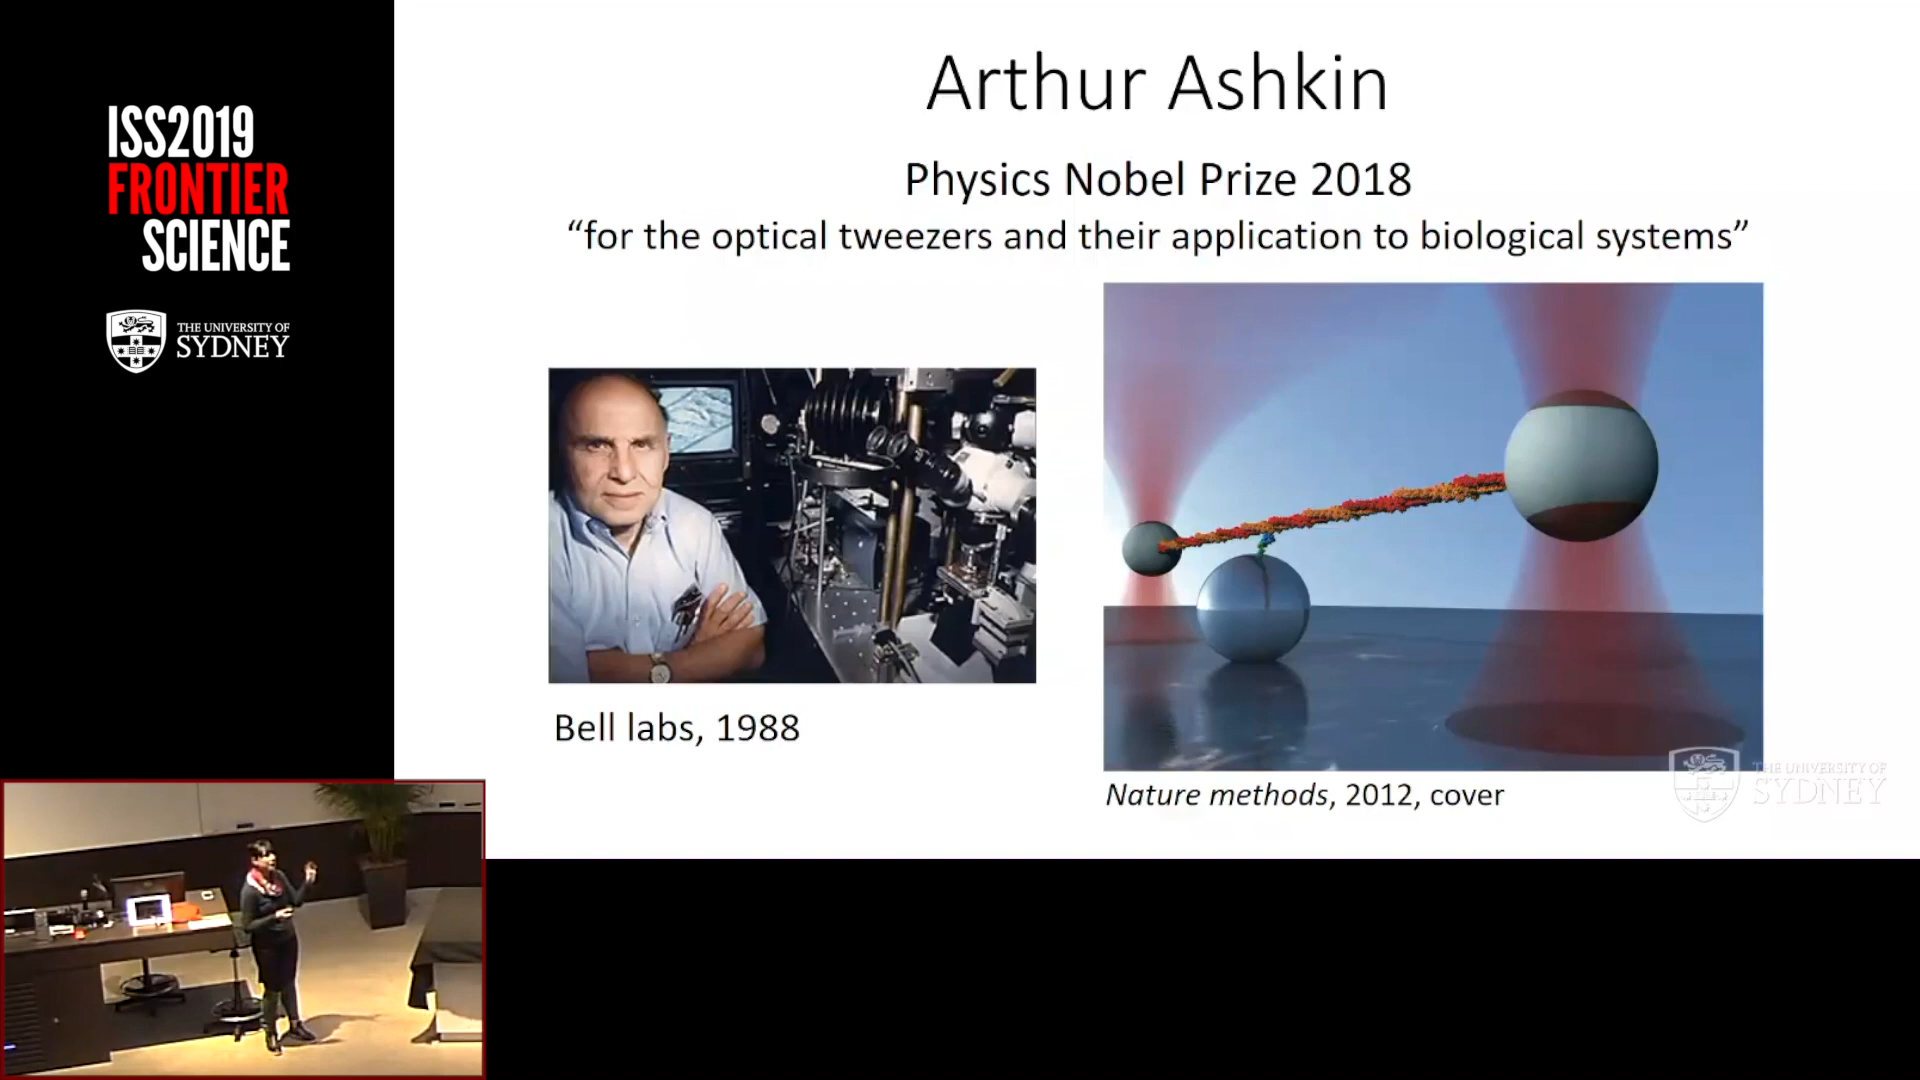 ISS2019
FRONTIER
SCIENCE
THE UNIVERSITY OF
SYDNEY
Arthur Ashkin
Physics Nobel Prize 2018
“for the optical tweezers and their application to biological systems”
Bell labs, 1988
Nature methods, 2012, cover
THE UNIVERSITY OF
SYDNEY